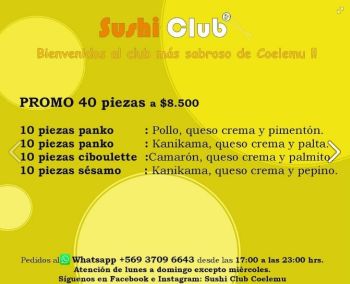 Sushi Club
Bienvenidos al club más sabroso de Coelemu !!
PROMO 40 piezas a $8.500
10 piezas panko : Pollo, queso crema y pimentón.
10 piezas panko : Kanikama, queso crema y palta.
10 piezas ciboulette :Camarón, queso crema y palmito
10 piezas sésamo : Kanikama, queso crema y pepino.
Pedidos al Whatsapp +569 3709 6643 desde las 17:00 a las 23:00 hrs.
Atención de lunes a domingo excepto miércoles.
Síguenos en Facebook e Instagram: Sushi Club Coelemu